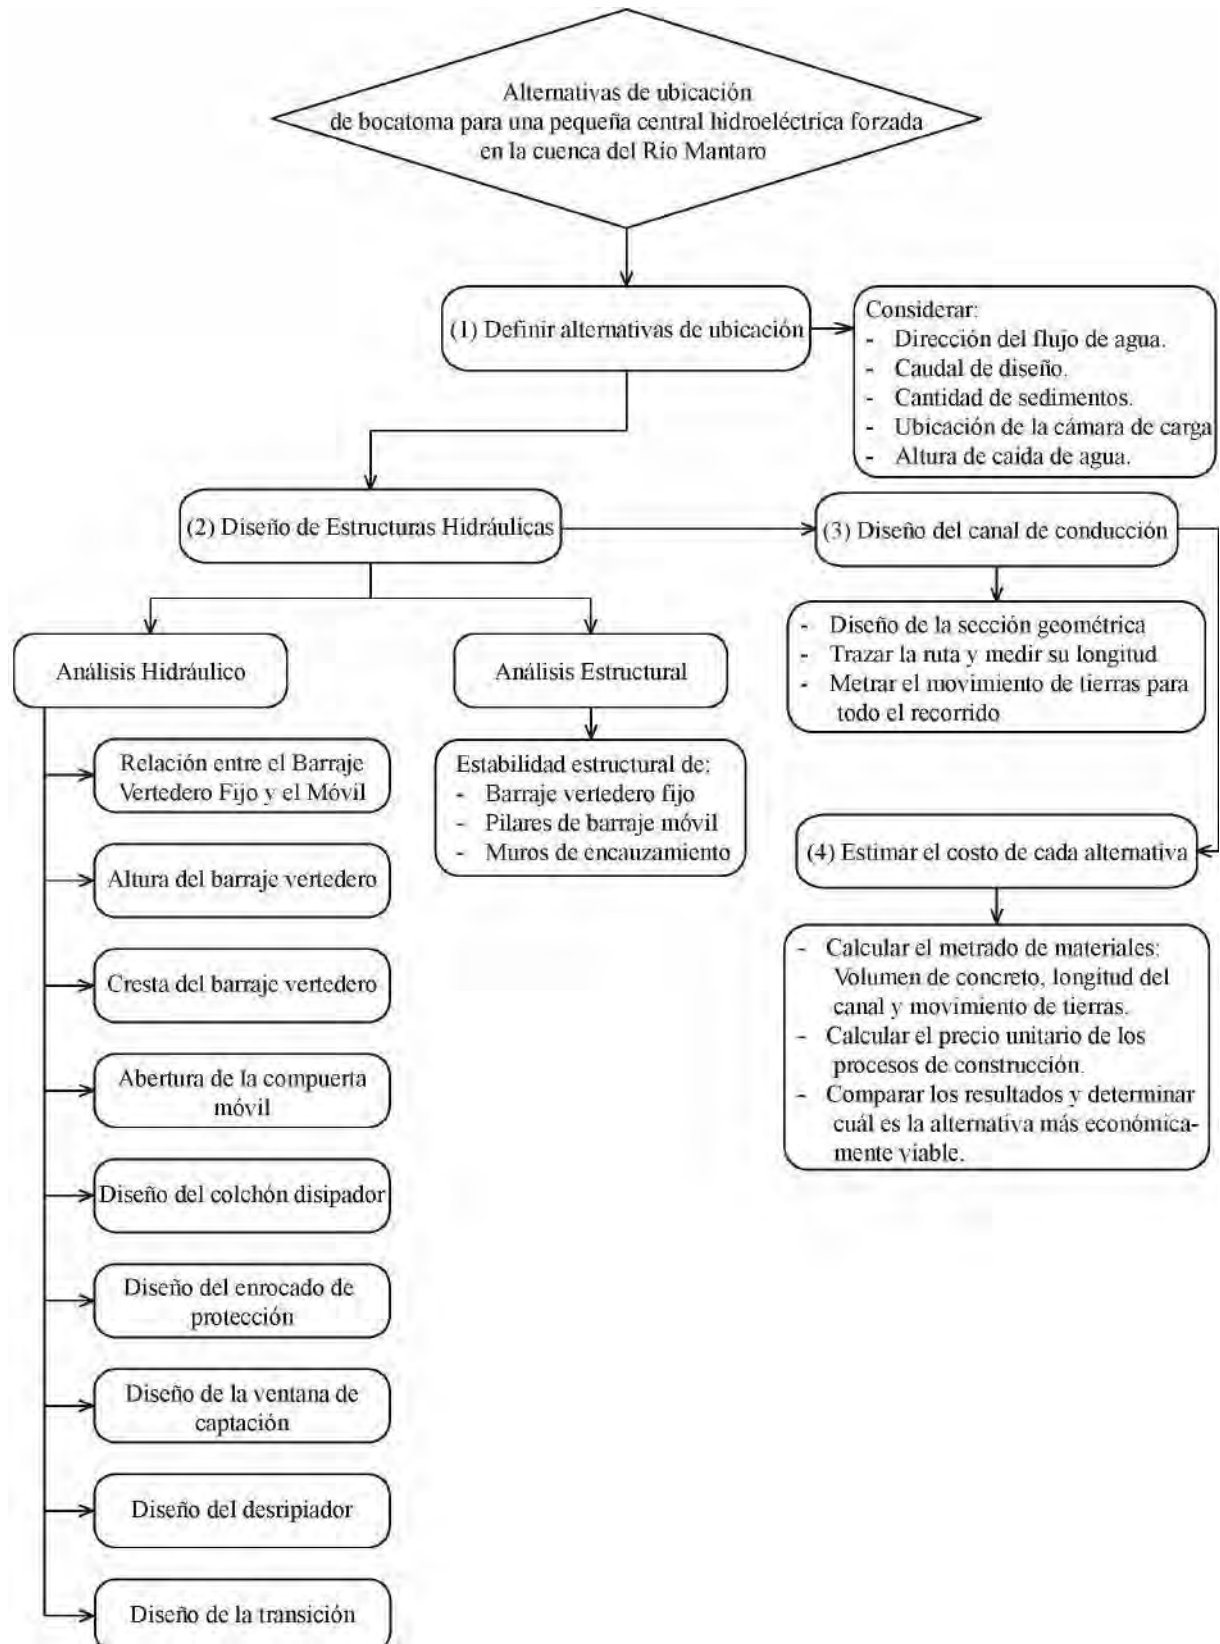 Alternativas de ubicación
de bocatoma para una pequeña central hidroeléctrica forzada
en la cuenca del Río Mantaro
(1) Definir alternativas de ubicación
Considerar:
- Dirección del flujo de agua.
- Caudal de diseño.
- Cantidad de sedimentos.
- Ubicación de la cámara de carga
- Altura de caída de agua.
(2) Diseño de Estructuras Hidráulicas
(3) Diseño del canal de conducción
- Diseño de la sección geométrica
- Trazar la ruta y medir su longitud
- Metrar el movimiento de tierras para
todo el recorrido
Análisis Hidráulico
Análisis Estructural
Relación entre el Barraje
Vertedero Fijo y el Móvil
Altura del barraje vertedero
Cresta del barraje vertedero
Abertura de la compuerta
móvil
Diseño del colchón disipador
Diseño del enrocado de
protección
Diseño de la ventana de
captación
Diseño del desripiador
Diseño de la transición
Estabilidad estructural de:
- Barraje vertedero fijo
- Pilares de barraje móvil
- Muros de encauzamiento
(4) Estimar el costo de cada alternativa
- Calcular el metrado de materiales:
Volumen de concreto, longitud del
canal y movimiento de tierras.
- Calcular el precio unitario de los
procesos de construcción.
- Comparar los resultados y determinar
cuál es la alternativa más económica-
mente viable.